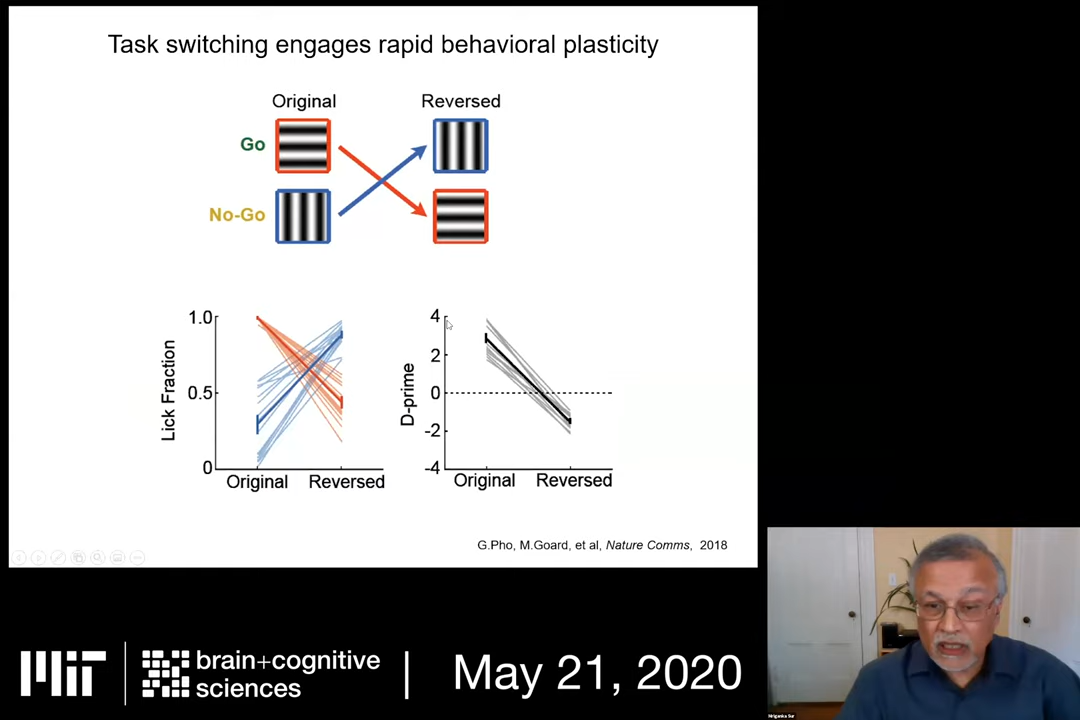 Task switching engages rapid behavioral plasticity
Original Reversed
Go
No-Go
1.0
0.5
0
Lick Fraction
Original Reversed
4
2
0
-2
-4
D-prime
Original Reversed
G.Pho, M.Goard, et al, Nature Comms, 2018
MIT
brain+cognitive
sciences
May 21, 2020
Mriganka Sur